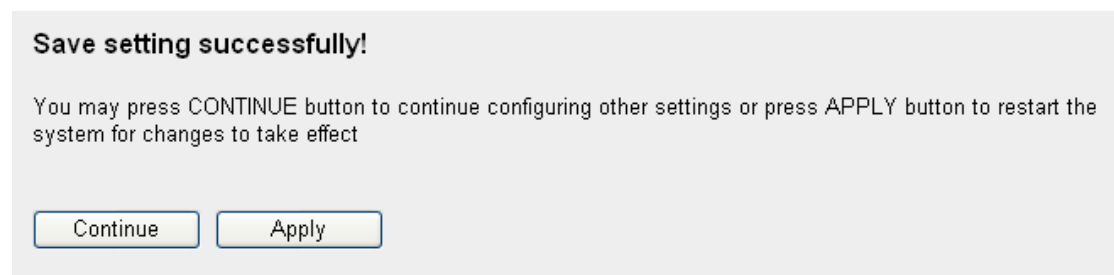 Save setting successfully!
You may press CONTINUE button to continue configuring other settings or press APPLY button to restart the
system for changes to take effect
Continue
Apply